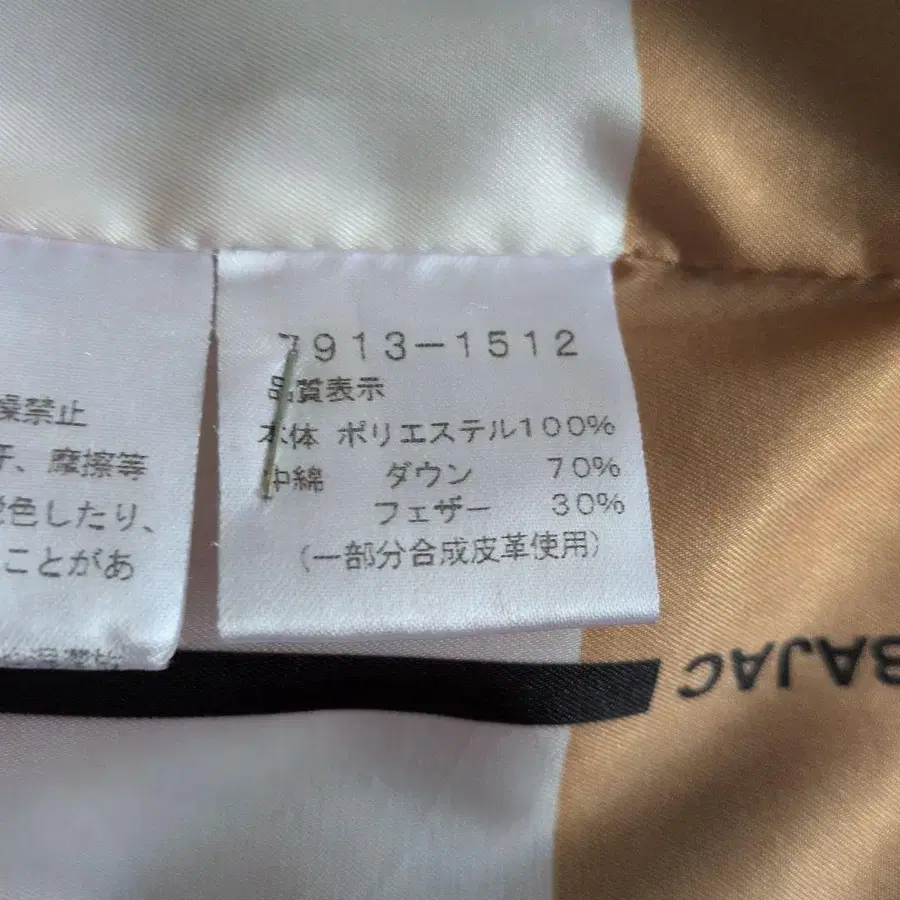 燥禁止
汗、摩擦等
色したり、
ことがあ
7913-1512
品質表示
本体 ポリエステル100%
中綿 ダウン 70%
フェザー 30%
(一部分合成皮革使用)
BAJAC